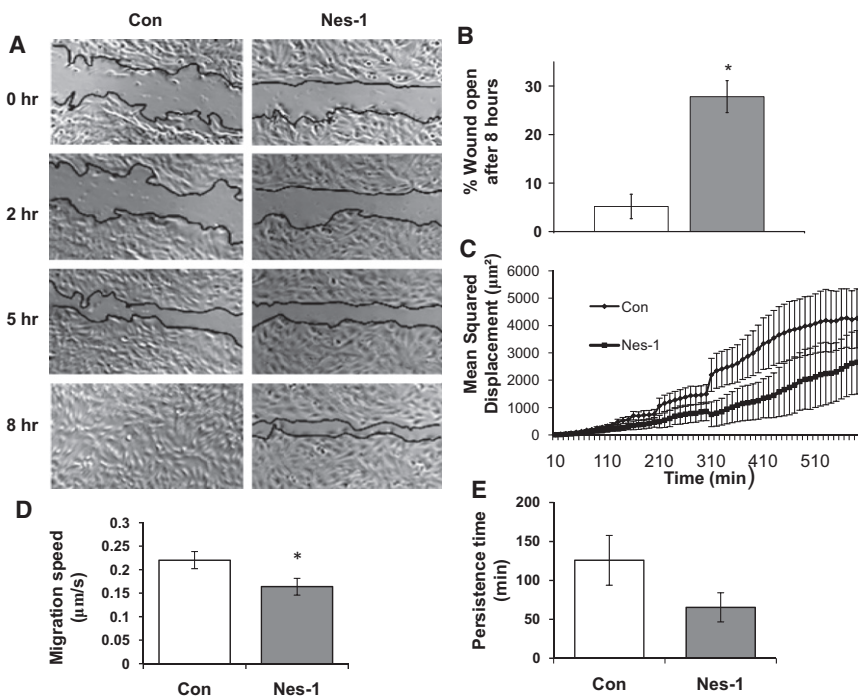 Con
Nes-1
A
0 hr
2 hr
5 hr
8 hr
B
% Wound open
after 8 hours
30
20
10
0
*
C
Mean Squared
Displacement (μm²)
6000
5000
4000
3000
2000
1000
0
Con
Nes-1
10 110 210 310 410 510
Time (min)
D
Migration speed
(μm/s)
0.3
0.25
0.2
0.15
0.1
0.05
0
*
Con
Nes-1
E
Persistence time
(min)
200
150
100
50
0
Con
Nes-1